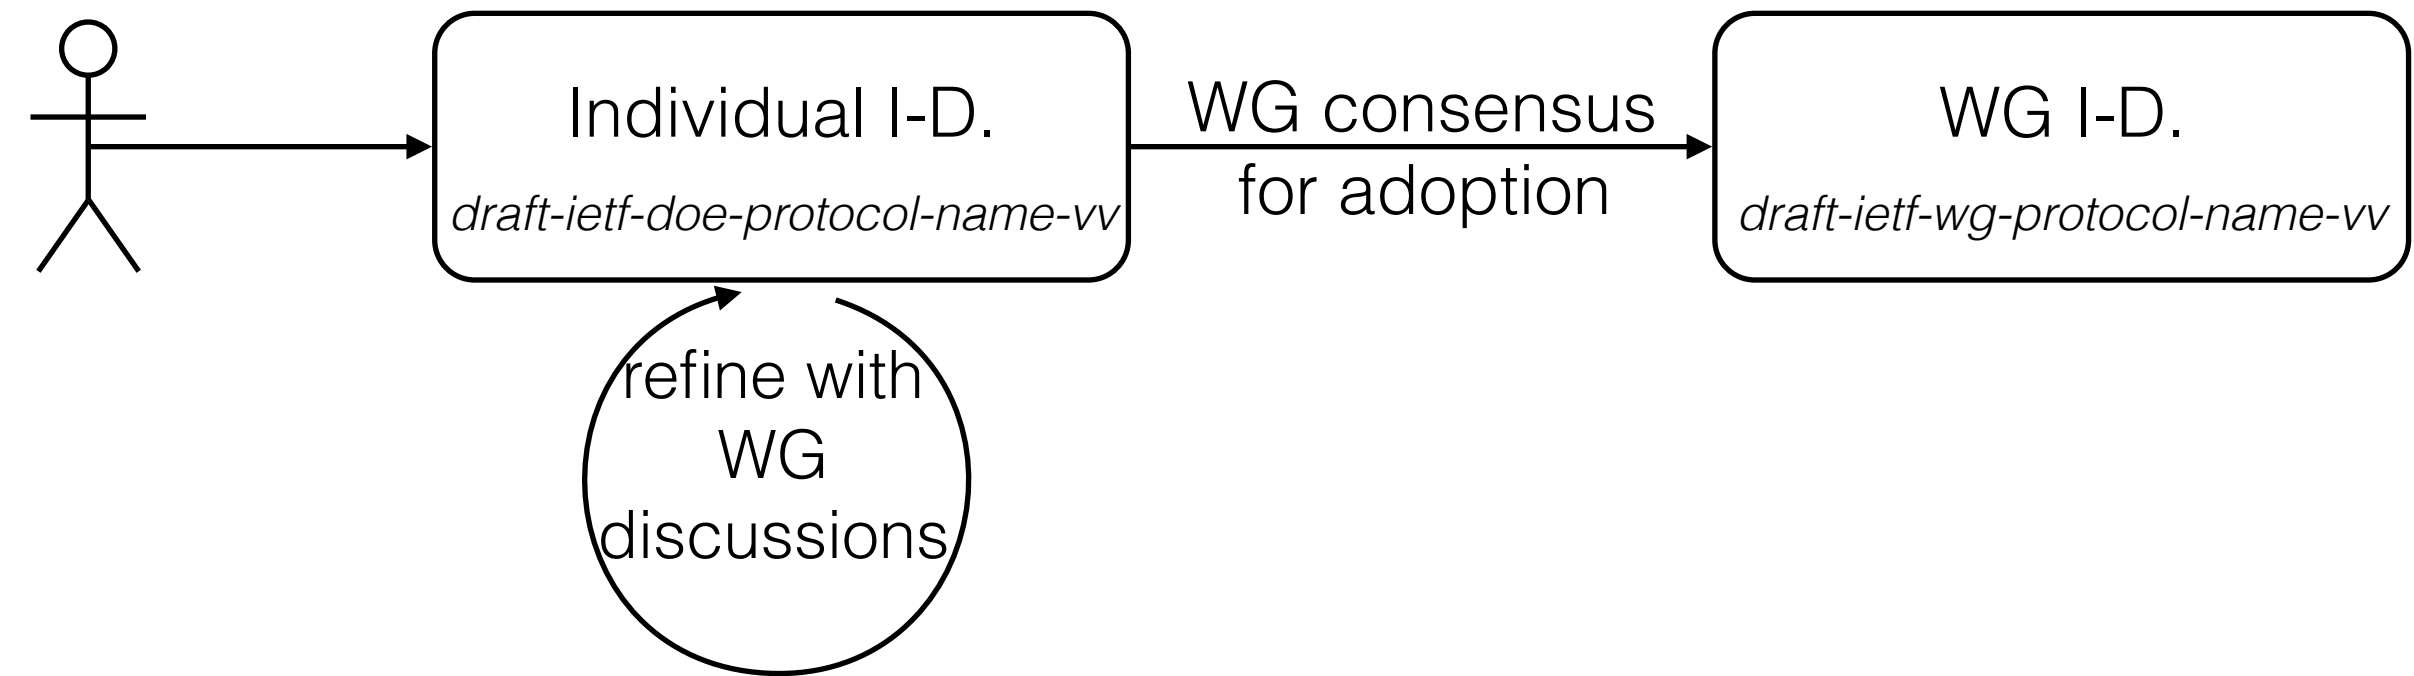 Individual I-D.
draft-ietf-doe-protocol-name-vv
WG consensus
for adoption
WG I-D.
draft-ietf-wg-protocol-name-vv
refine with
WG
discussions